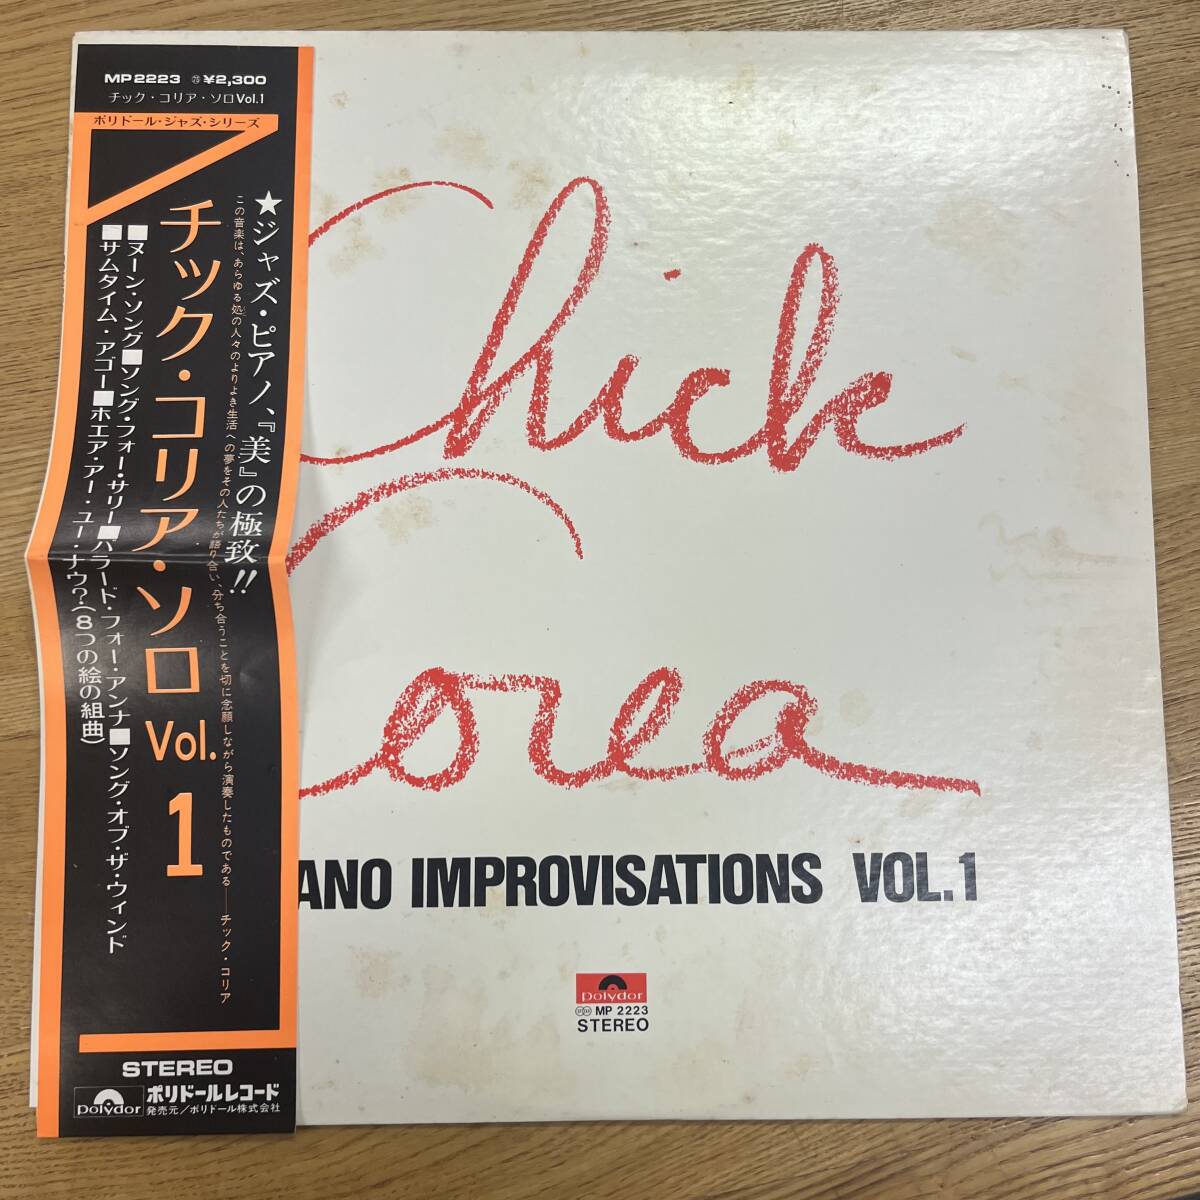 MP 2223 ㉕ ¥2,300
チック・コリア・ソロVol.1
ポリドール・ジャズ・シリーズ
★ジャズ・ピアノ、『美』の極致!!
この音楽は、あらゆる処の人々のよりよき生活への夢をその人たちが語り合い、分ち合うことを切に念願しながら演奏したものである——チック・コリア
チック・コリア・ソロ Vol. 1
■ヌーン・ソング■ソング・フォー・サリー■バラード・フォー・アンナ■ソング・オブ・ザ・ウィンド
■サムタイム・アゴー■ホエア・アー・ユー・ナウ?(8つの絵の組曲)
STEREO
polydor
ポリドールレコード
発売元/ポリドール株式会社
Chick
Corea
ANO IMPROVISATIONS VOL.1
polydor
MP 2223
STEREO